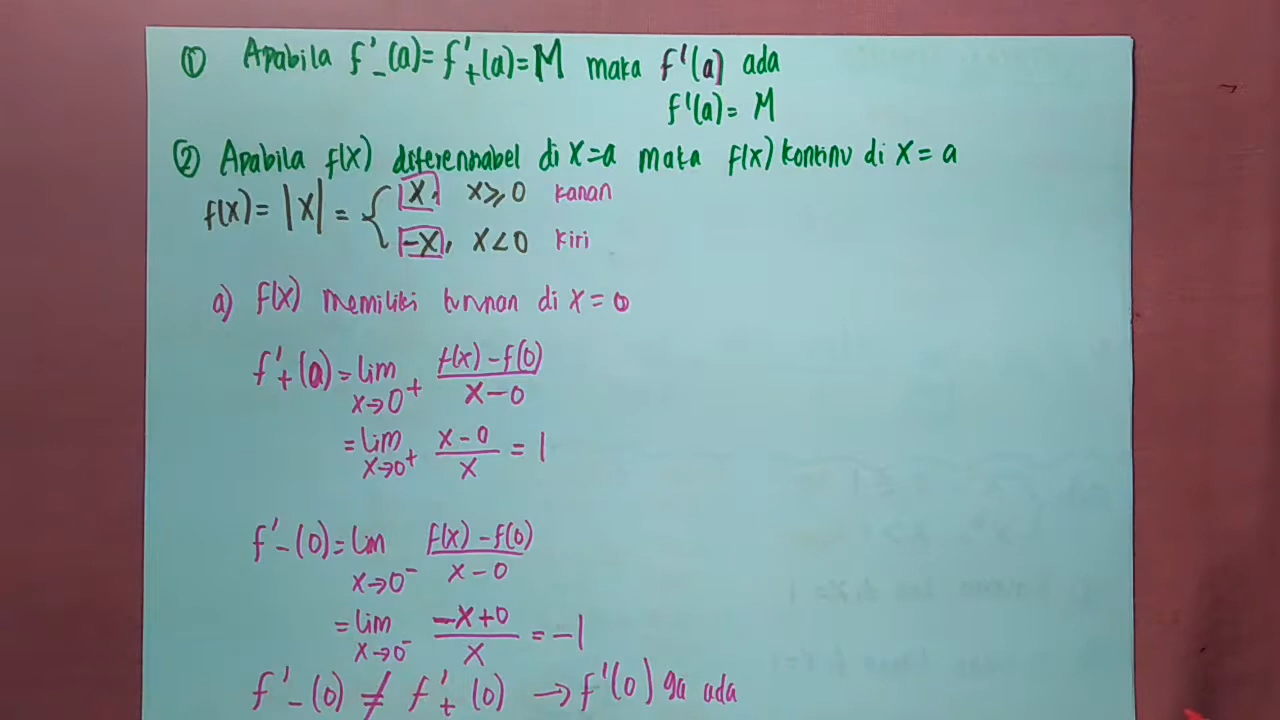 ① Apabila f'₋(a) = f'₊(a) = M maka f'(a) ada
f'(a) = M
② Apabila f(x) diferensiabel di x=a maka f(x) kontinu di x = a
f(x) = |x| = { x, x ≥ 0 kanan
-x, x < 0 kiri
a) f(x) memiliki turunan di x = 0
f'₊(a) = lim x→0⁺ (f(x) - f(0))/(x - 0)
= lim x→0⁺ (x - 0)/x = 1
f'₋(0) = lim x→0⁻ (f(x) - f(0))/(x - 0)
= lim x→0⁻ (-x + 0)/x = -1
f'₋(0) ≠ f'₊(0) → f'(0) ga ada